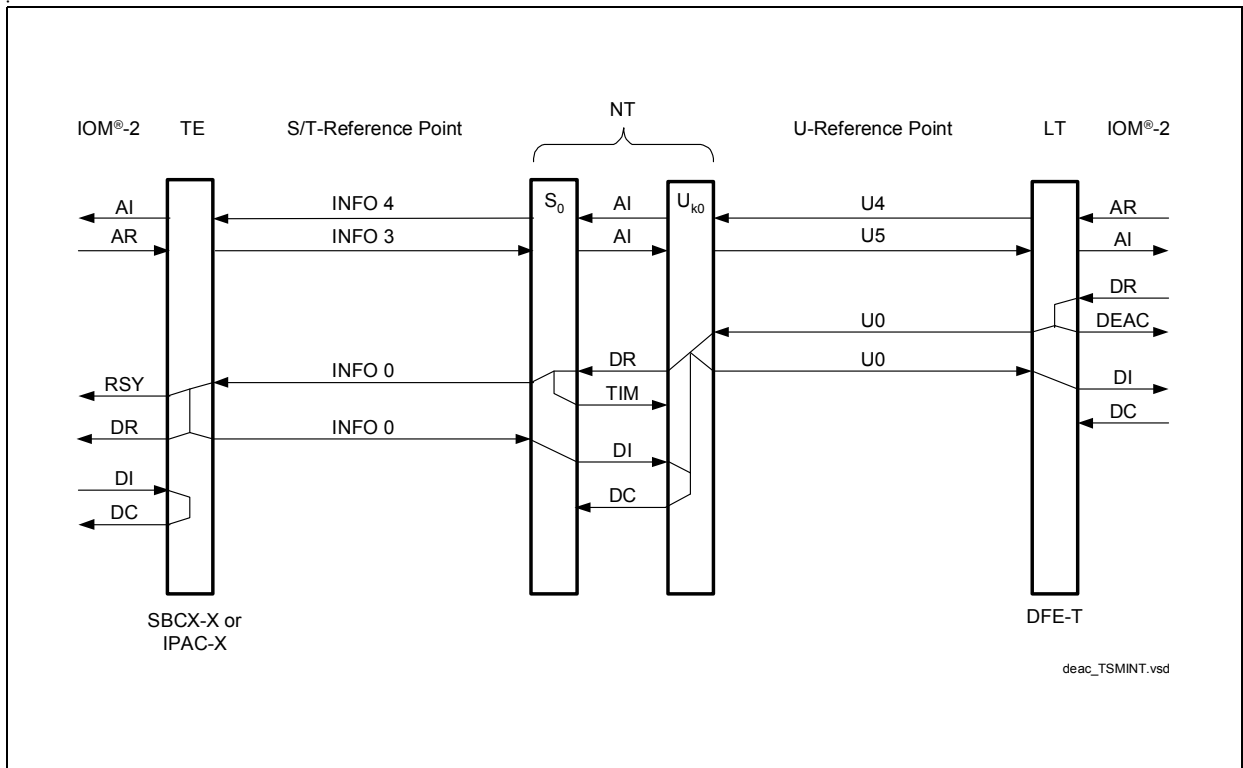 NT
IOM®-2 TE S/T-Reference Point U-Reference Point LT IOM®-2
S0 Uk0
AI INFO 4 AI U4 AR
AR INFO 3 AI U5 AI
DR
U0 DEAC
INFO 0 DR U0
RSY TIM DI
DR INFO 0 DC
DI
DI DC
DC
SBCX-X or
IPAC-X
DFE-T
deac_TSMINT.vsd